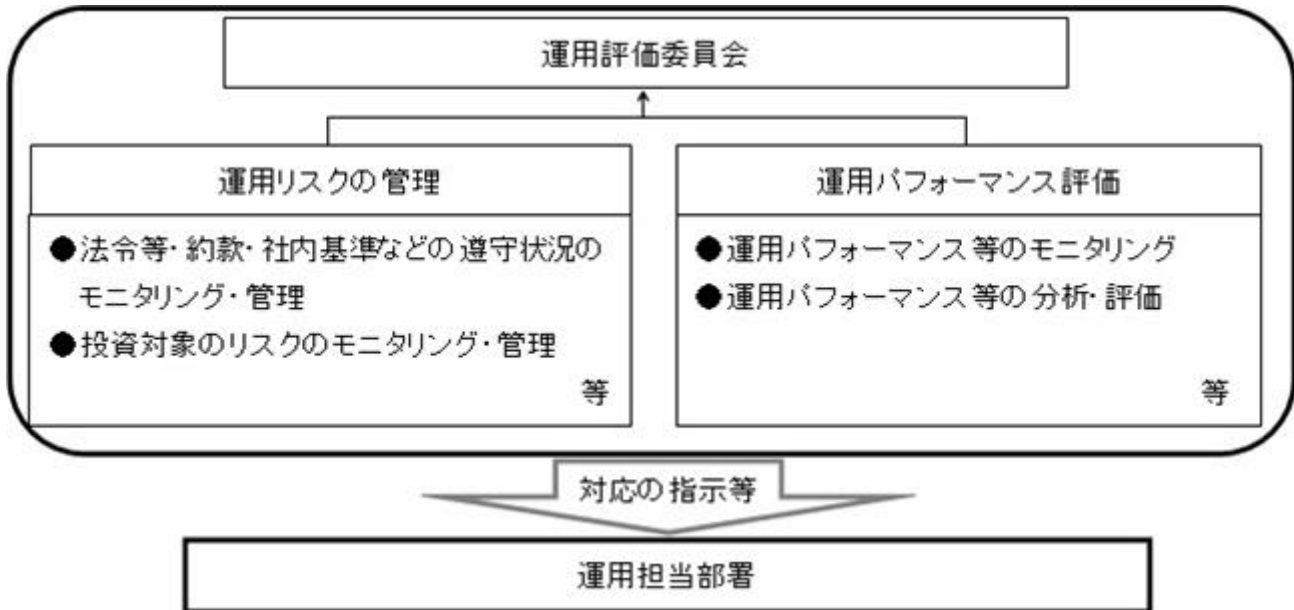 運用評価委員会
運用リスクの管理
●法令等・約款・社内基準などの遵守状況の
モニタリング・管理
●投資対象のリスクのモニタリング・管理
等
運用パフォーマンス評価
●運用パフォーマンス等のモニタリング
●運用パフォーマンス等の分析・評価
等
対応の指示等
運用担当部署